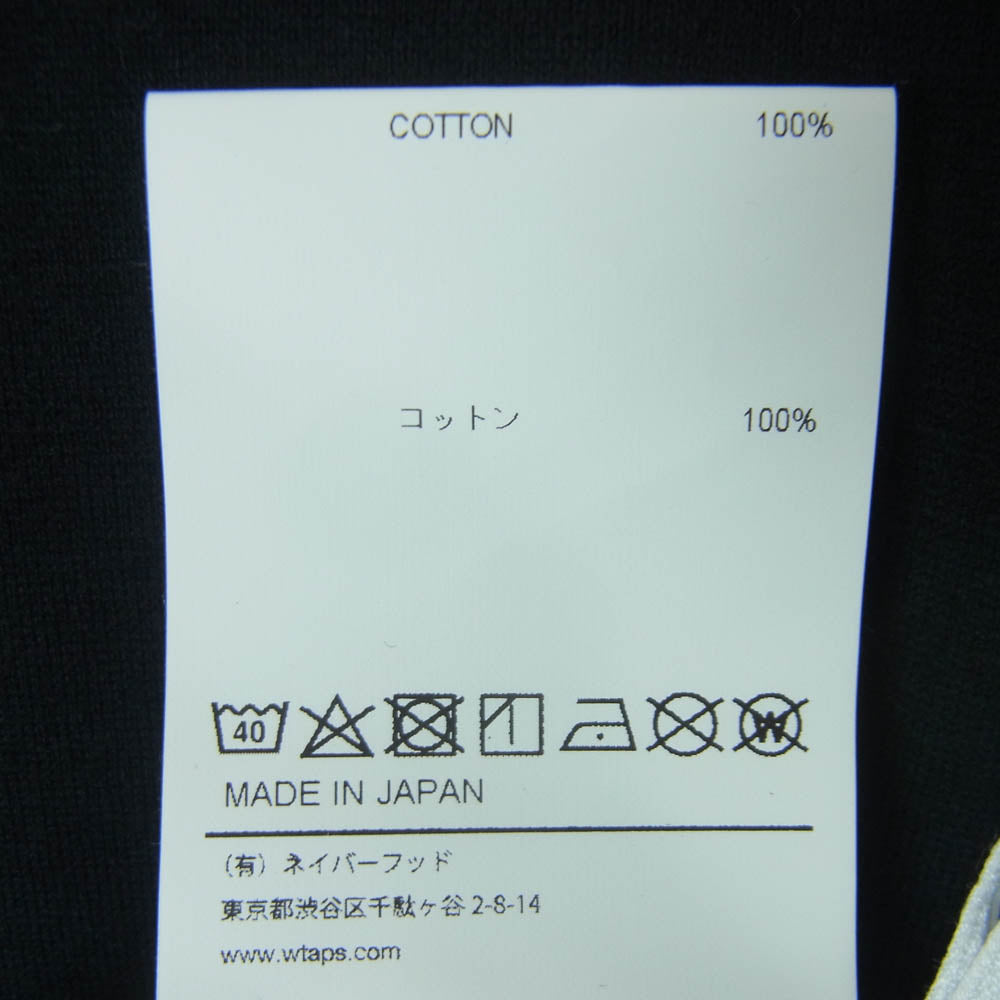 COTTON 100%
コットン 100%
40 W
MADE IN JAPAN
(有) ネイバーフッド
東京都渋谷区千駄ヶ谷 2-8-14
www.wtaps.com